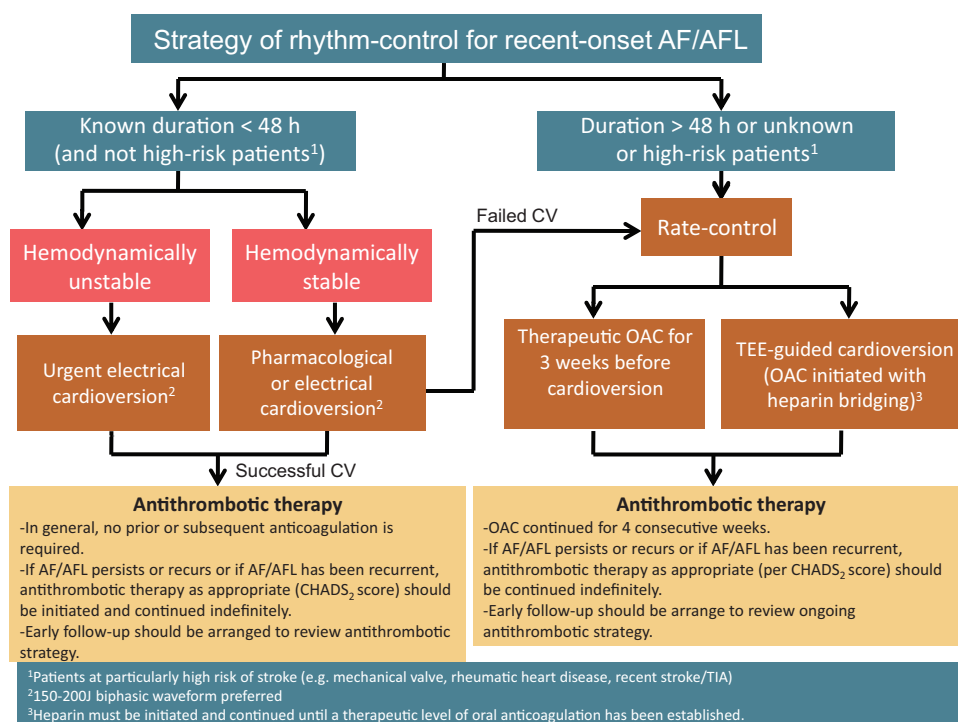 Strategy of rhythm-control for recent-onset AF/AFL
Known duration < 48 h
(and not high-risk patients¹)
Duration > 48 h or unknown
or high-risk patients¹
Failed CV
Rate-control
Hemodynamically
unstable
Hemodynamically
stable
Urgent electrical
cardioversion²
Pharmacological
or electrical
cardioversion²
Therapeutic OAC for
3 weeks before
cardioversion
TEE-guided cardioversion
(OAC initiated with
heparin bridging)³
Successful CV
Antithrombotic therapy
-In general, no prior or subsequent anticoagulation is
required.
-If AF/AFL persists or recurs or if AF/AFL has been recurrent,
antithrombotic therapy as appropriate (CHADS₂ score) should
be initiated and continued indefinitely.
-Early follow-up should be arranged to review antithrombotic
strategy.
Antithrombotic therapy
-OAC continued for 4 consecutive weeks.
-If AF/AFL persists or recurs or if AF/AFL has been recurrent,
antithrombotic therapy as appropriate (per CHADS₂ score) should
be continued indefinitely.
-Early follow-up should be arrange to review ongoing
antithrombotic strategy.
¹Patients at particularly high risk of stroke (e.g. mechanical valve, rheumatic heart disease, recent stroke/TIA)
²150-200J biphasic waveform preferred
³Heparin must be initiated and continued until a therapeutic level of oral anticoagulation has been established.